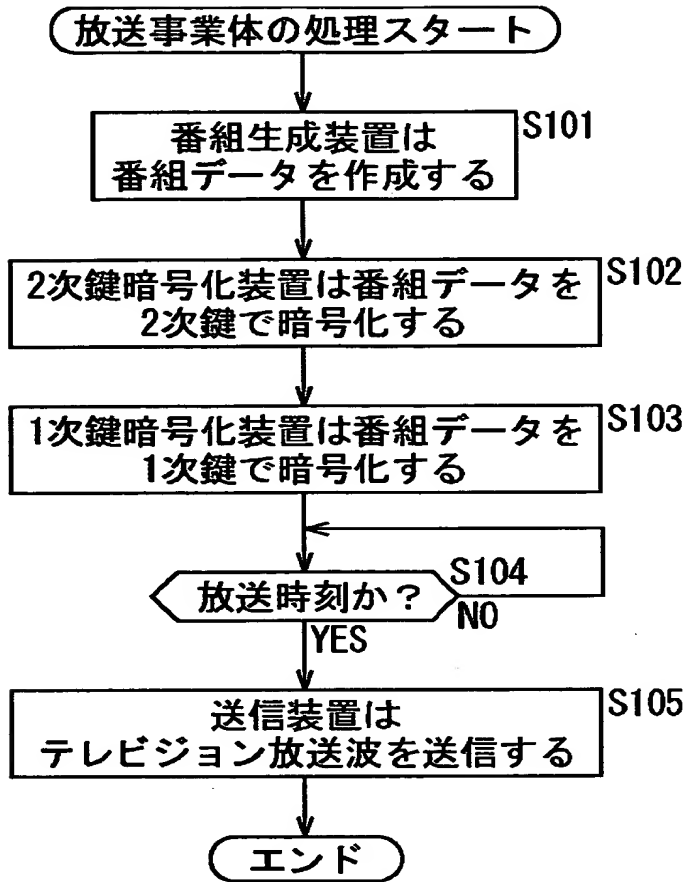 放送事業体の処理スタート
S101
番組生成装置は
番組データを作成する
S102
2次鍵暗号化装置は番組データを
2次鍵で暗号化する
S103
1次鍵暗号化装置は番組データを
1次鍵で暗号化する
S104
放送時刻か？
NO
YES
S105
送信装置は
テレビジョン放送波を送信する
エンド